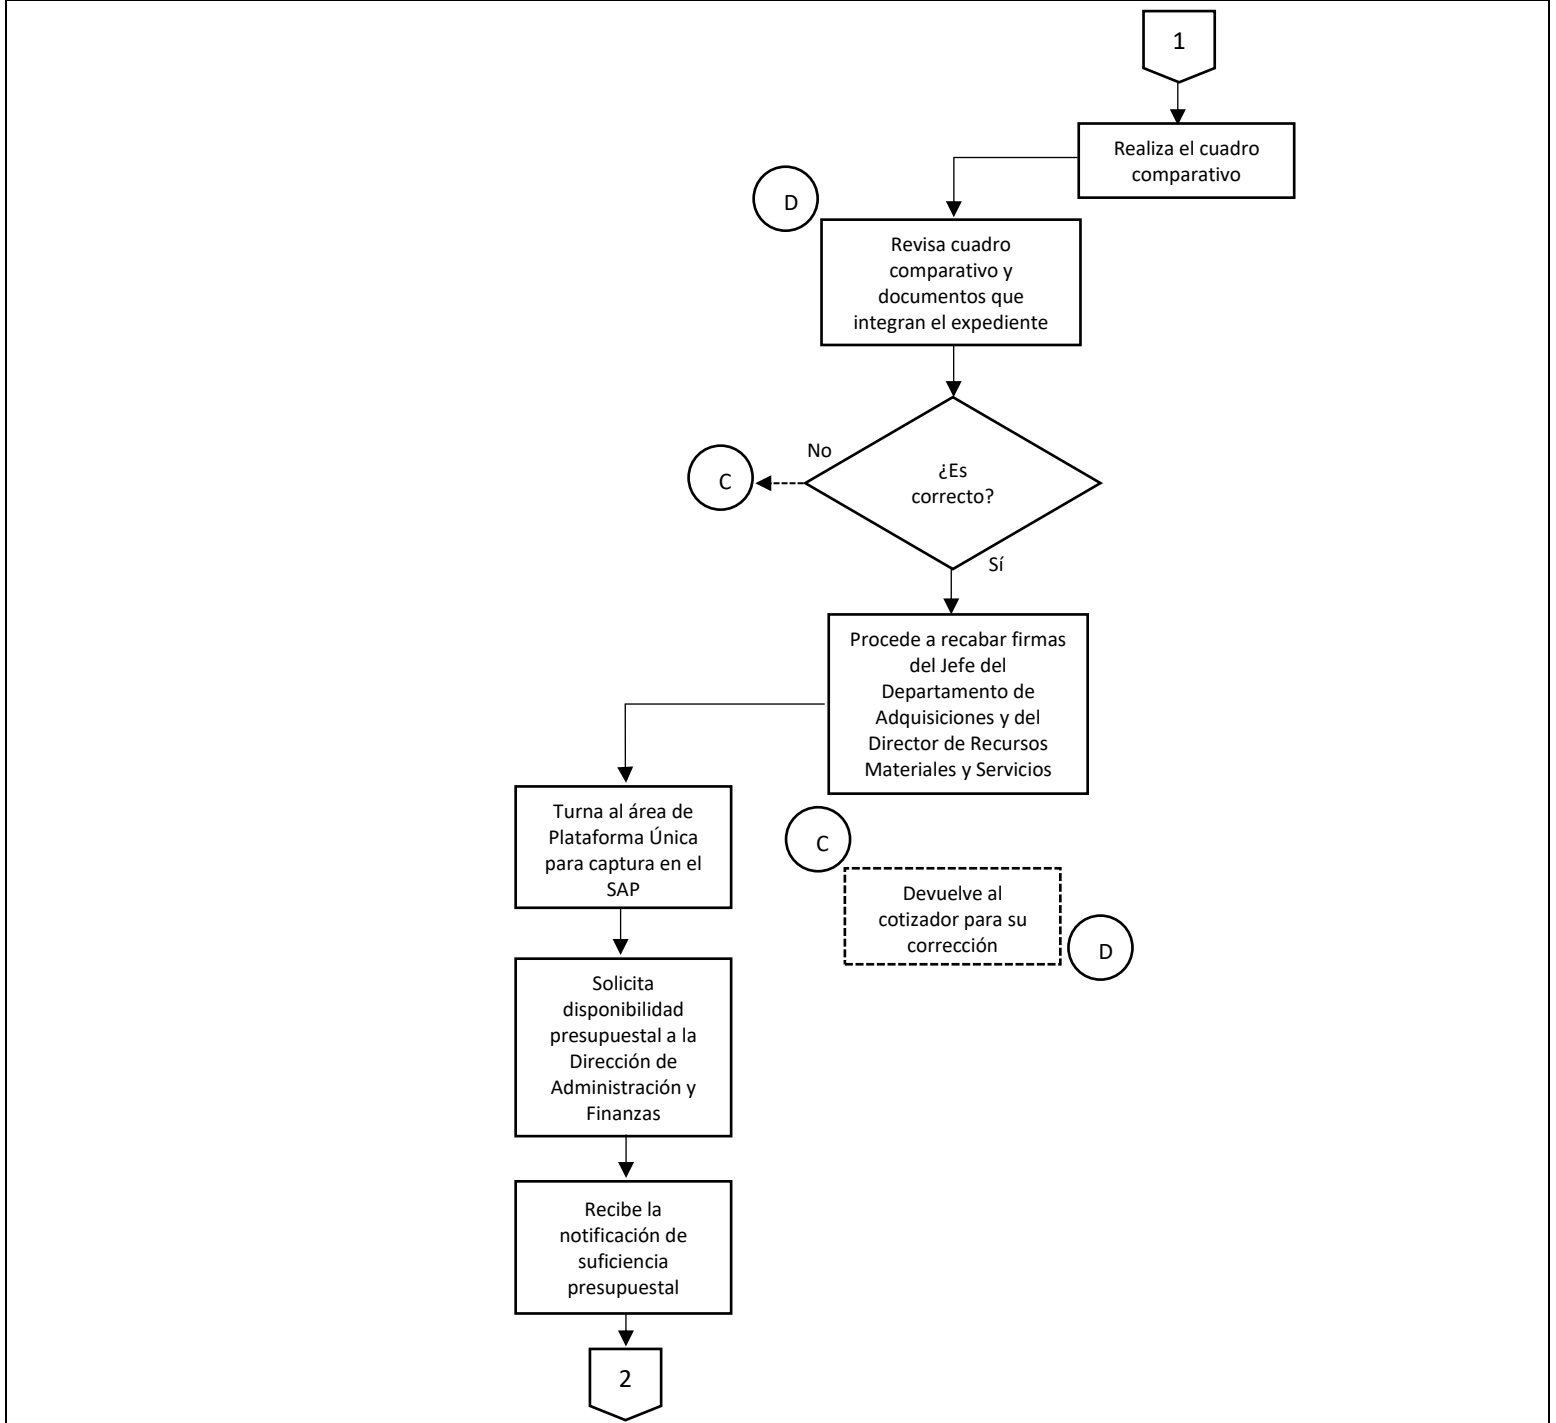 1
Realiza el cuadro
comparativo
D
Revisa cuadro
comparativo y
documentos que
integran el expediente
No
C
¿Es
correcto?
Sí
Procede a recabar firmas
del Jefe del
Departamento de
Adquisiciones y del
Director de Recursos
Materiales y Servicios
Turna al área de
Plataforma Única
para captura en el
SAP
C
Devuelve al
cotizador para su
corrección
D
Solicita
disponibilidad
presupuestal a la
Dirección de
Administración y
Finanzas
Recibe la
notificación de
suficiencia
presupuestal
2